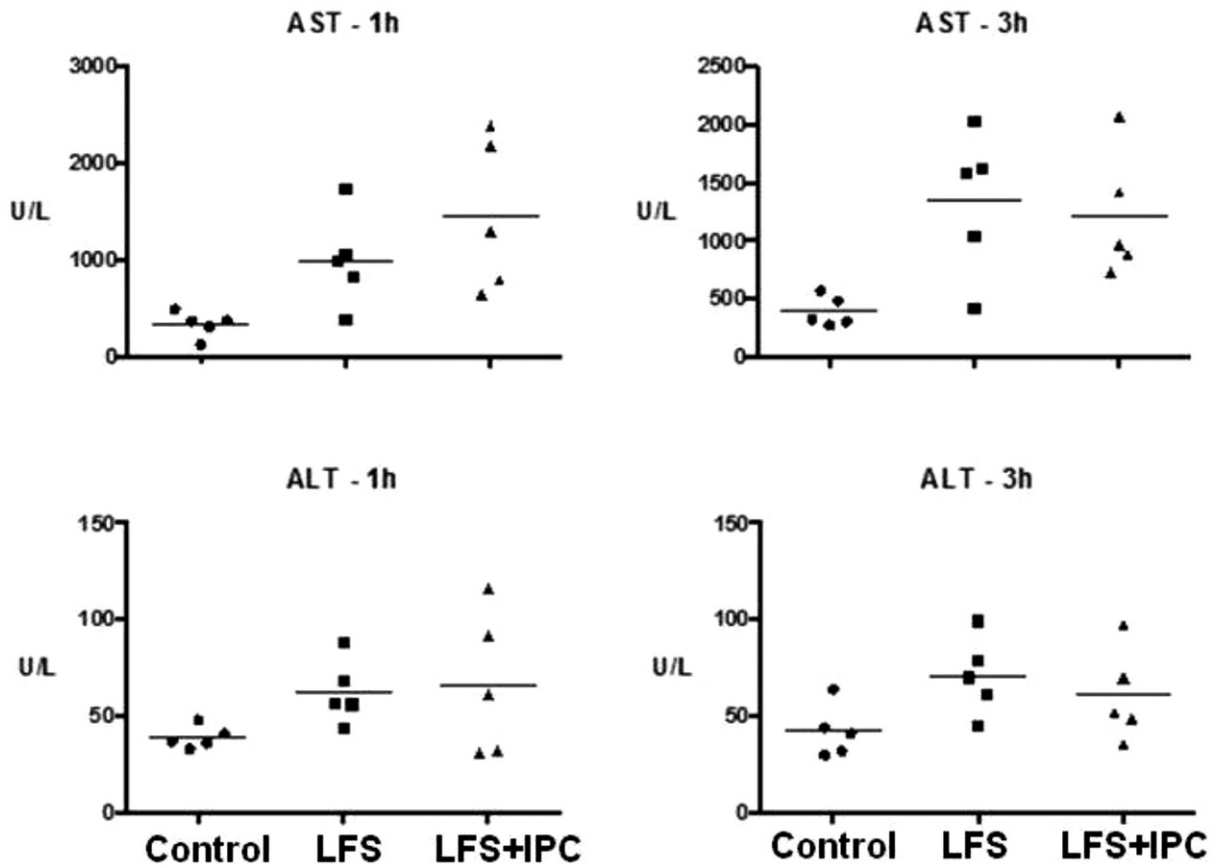 AST - 1h
3000
2000
U/L
1000
0
AST - 3h
2500
2000
1500
U/L
1000
500
0
ALT - 1h
150
100
U/L
50
0
Control LFS LFS+IPC
ALT - 3h
150
100
U/L
50
0
Control LFS LFS+IPC